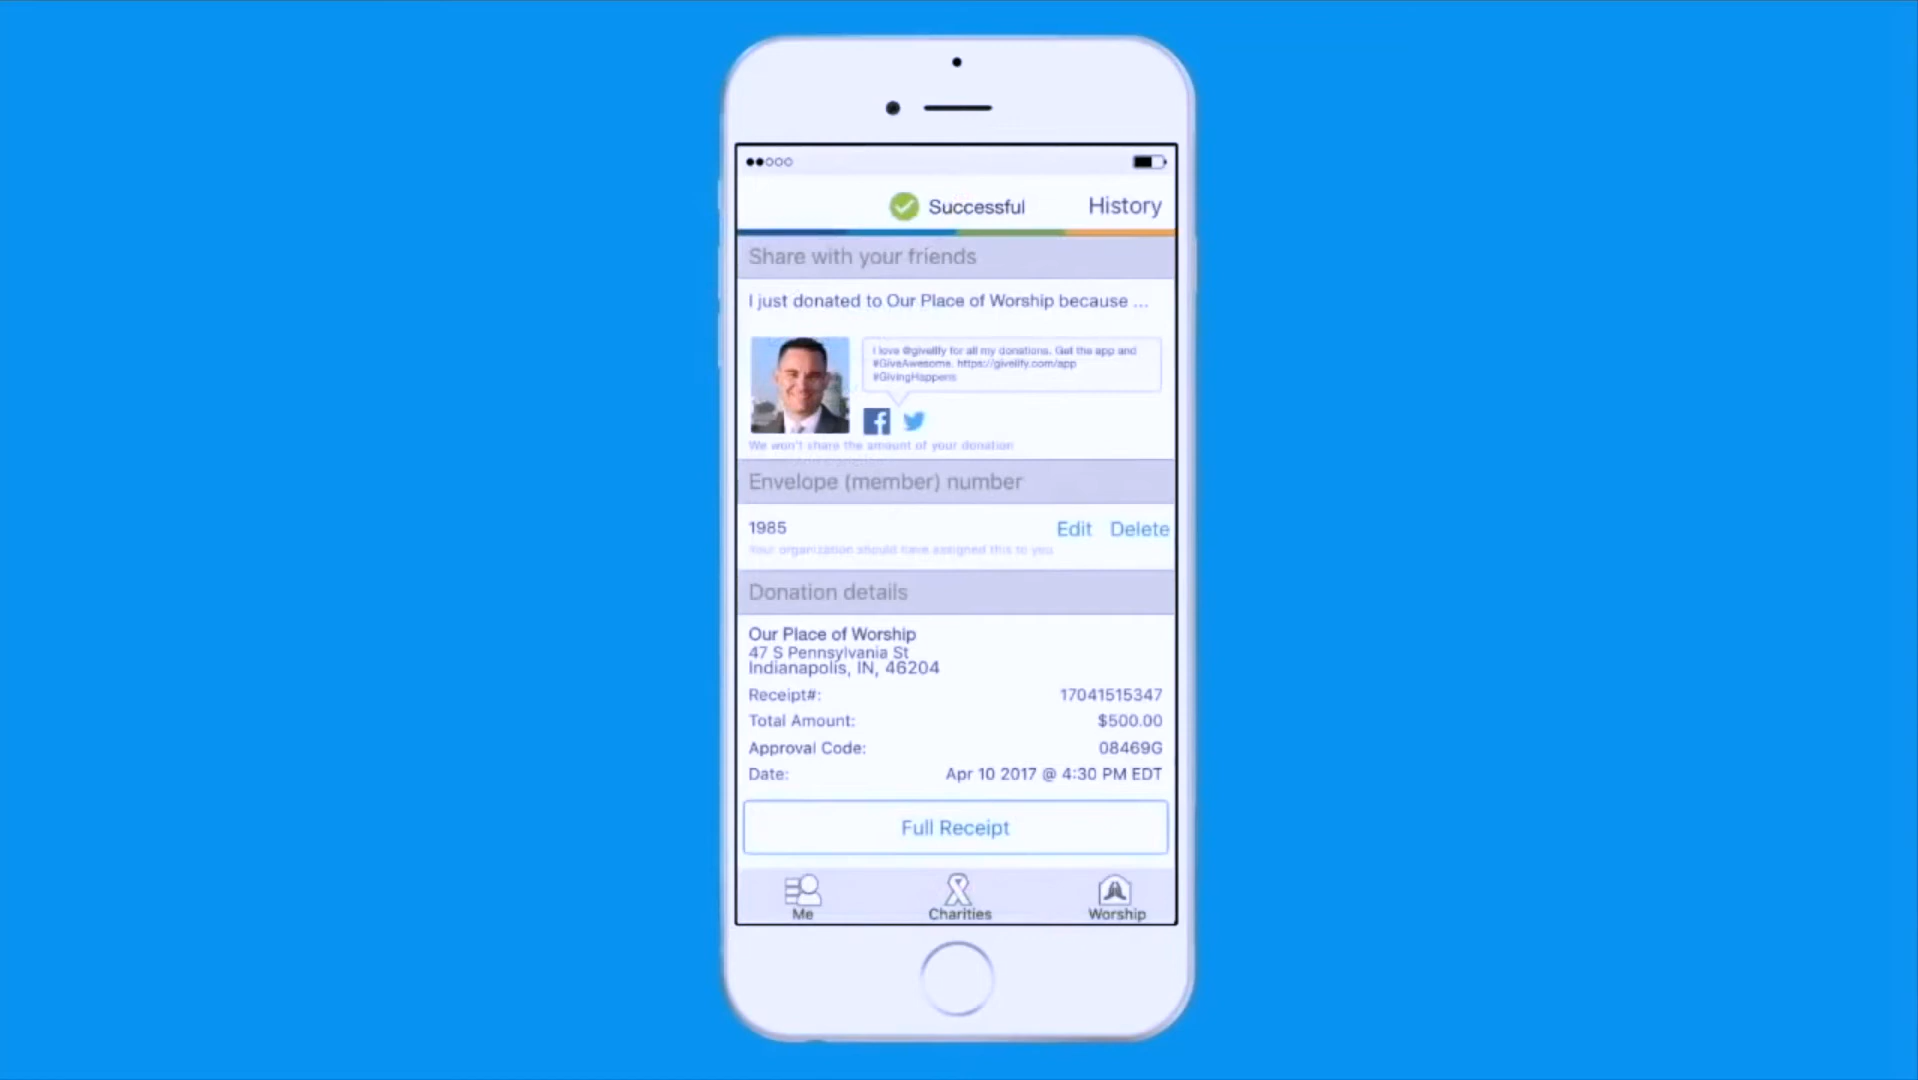 Successful
History
Share with your friends
I just donated to Our Place of Worship because ...
I love @givelify for all my donations. Get the app and
#GiveAwesome. https://givelify.com/app
#GivingHappens
We won't share the amount of your donation
Envelope (member) number
1985
Edit Delete
Your organization should have assigned this to you
Donation details
Our Place of Worship
47 S Pennsylvania St
Indianapolis, IN, 46204
Receipt#: 17041515347
Total Amount: $500.00
Approval Code: 08469G
Date: Apr 10 2017 @ 4:30 PM EDT
Full Receipt
Me
Charities
Worship